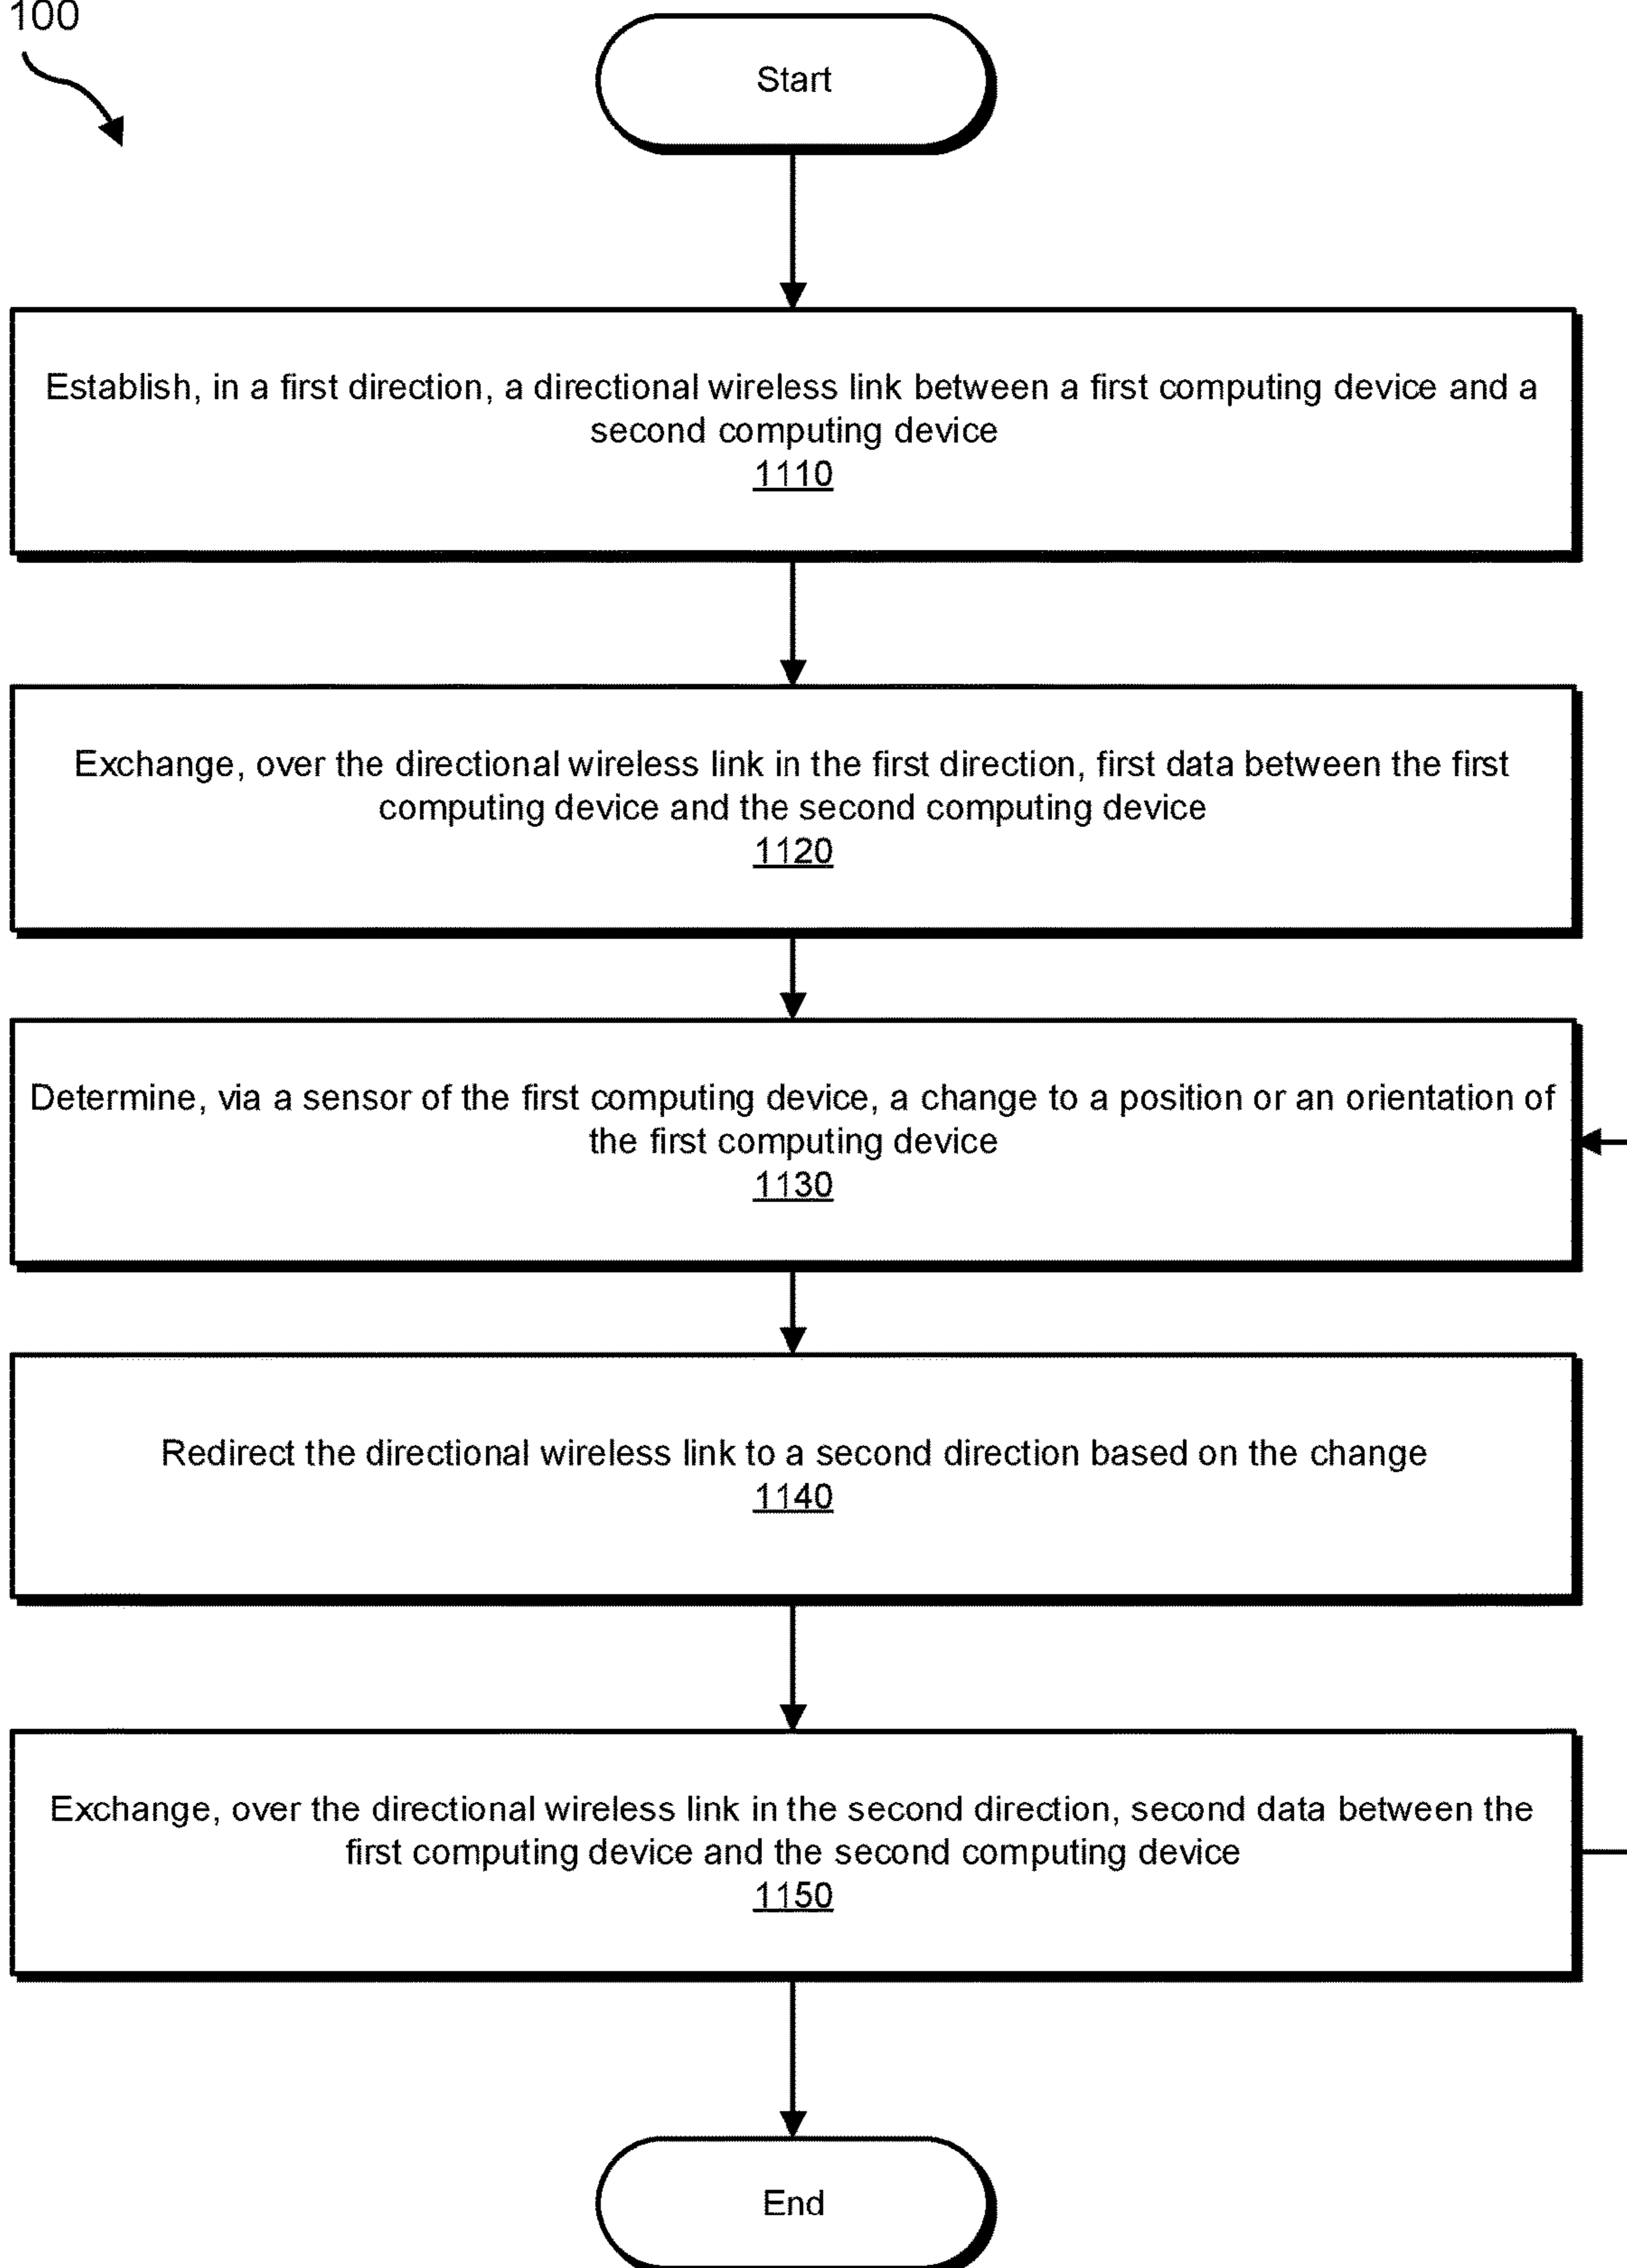 100
Start
Establish, in a first direction, a directional wireless link between a first computing device and a
second computing device
1110
Exchange, over the directional wireless link in the first direction, first data between the first
computing device and the second computing device
1120
Determine, via a sensor of the first computing device, a change to a position or an orientation of
the first computing device
1130
Redirect the directional wireless link to a second direction based on the change
1140
Exchange, over the directional wireless link in the second direction, second data between the
first computing device and the second computing device
1150
End